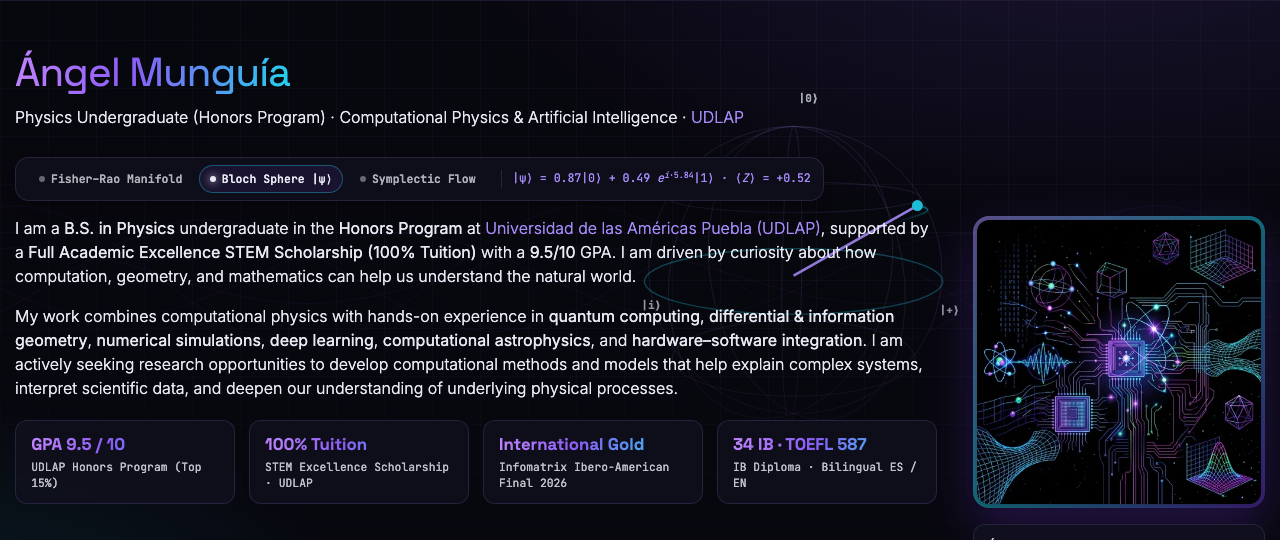 Ángel Munguía
|0⟩
Physics Undergraduate (Honors Program) · Computational Physics & Artificial Intelligence · UDLAP
Fisher–Rao Manifold
Bloch Sphere |ψ⟩
Symplectic Flow
|ψ⟩ = 0.87|0⟩ + 0.49 e^i·5.84|1⟩ · ⟨Z⟩ = +0.52
I am a B.S. in Physics undergraduate in the Honors Program at Universidad de las Américas Puebla (UDLAP), supported by
a Full Academic Excellence STEM Scholarship (100% Tuition) with a 9.5/10 GPA. I am driven by curiosity about how
computation, geometry, and mathematics can help us understand the natural world.
|i⟩
|+⟩
My work combines computational physics with hands-on experience in quantum computing, differential & information
geometry, numerical simulations, deep learning, computational astrophysics, and hardware–software integration. I am
actively seeking research opportunities to develop computational methods and models that help explain complex systems,
interpret scientific data, and deepen our understanding of underlying physical processes.
GPA 9.5 / 10
UDLAP Honors Program (Top
15%)
100% Tuition
STEM Excellence Scholarship
· UDLAP
International Gold
Infomatrix Ibero-American
Final 2026
34 IB · TOEFL 587
IB Diploma · Bilingual ES /
EN